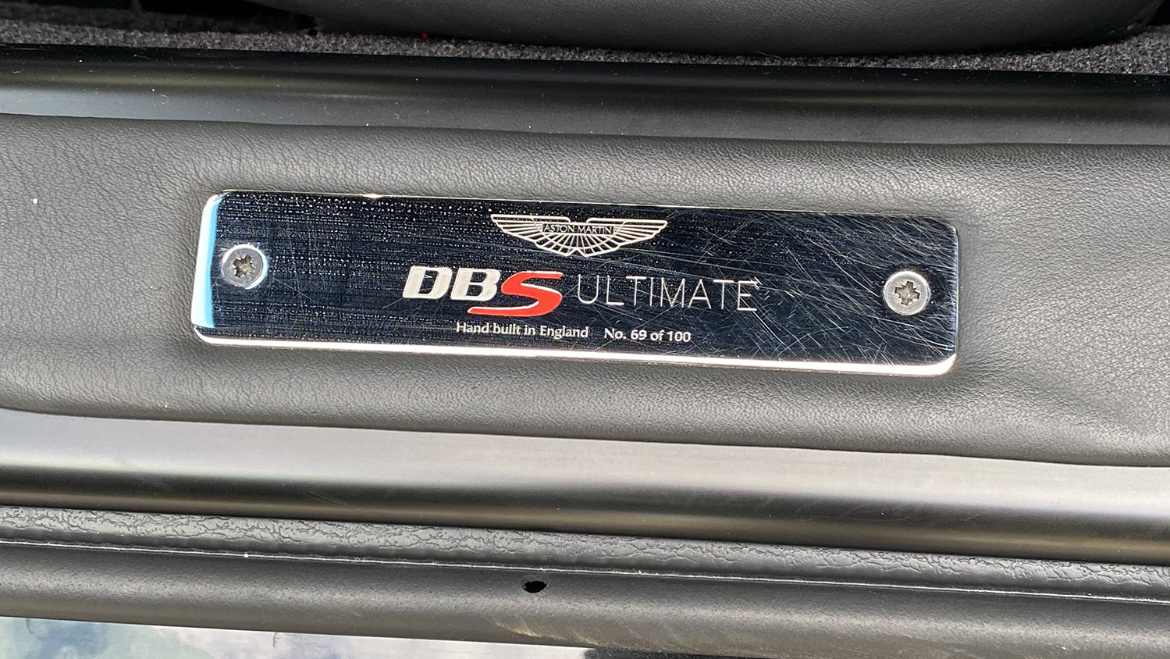 ASTON MARTIN
DBS ULTIMATE
Hand built in England No. 69 of 100